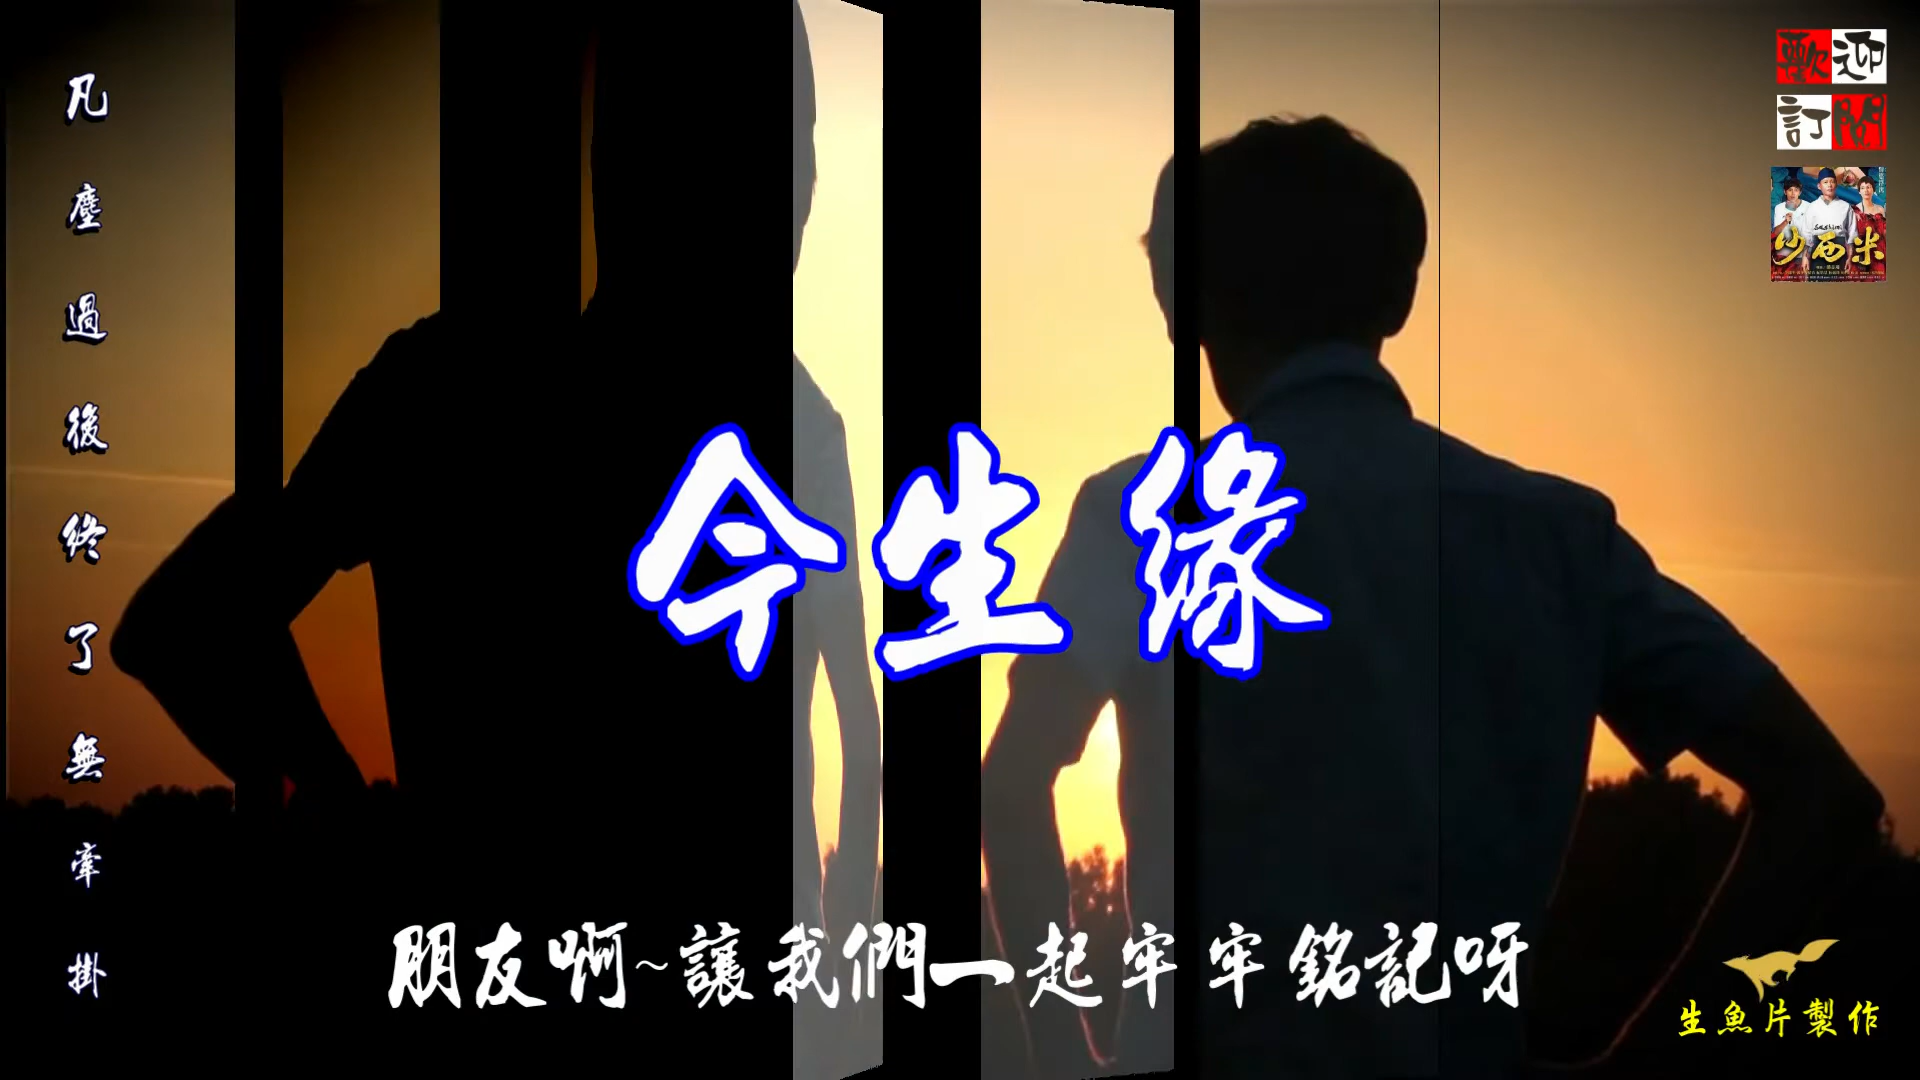 凡塵過後終了無牽掛
歡迎
訂閱
Sashimi
沙西米
今生緣
朋友啊~讓我們一起牢牢銘記呀
生魚片製作